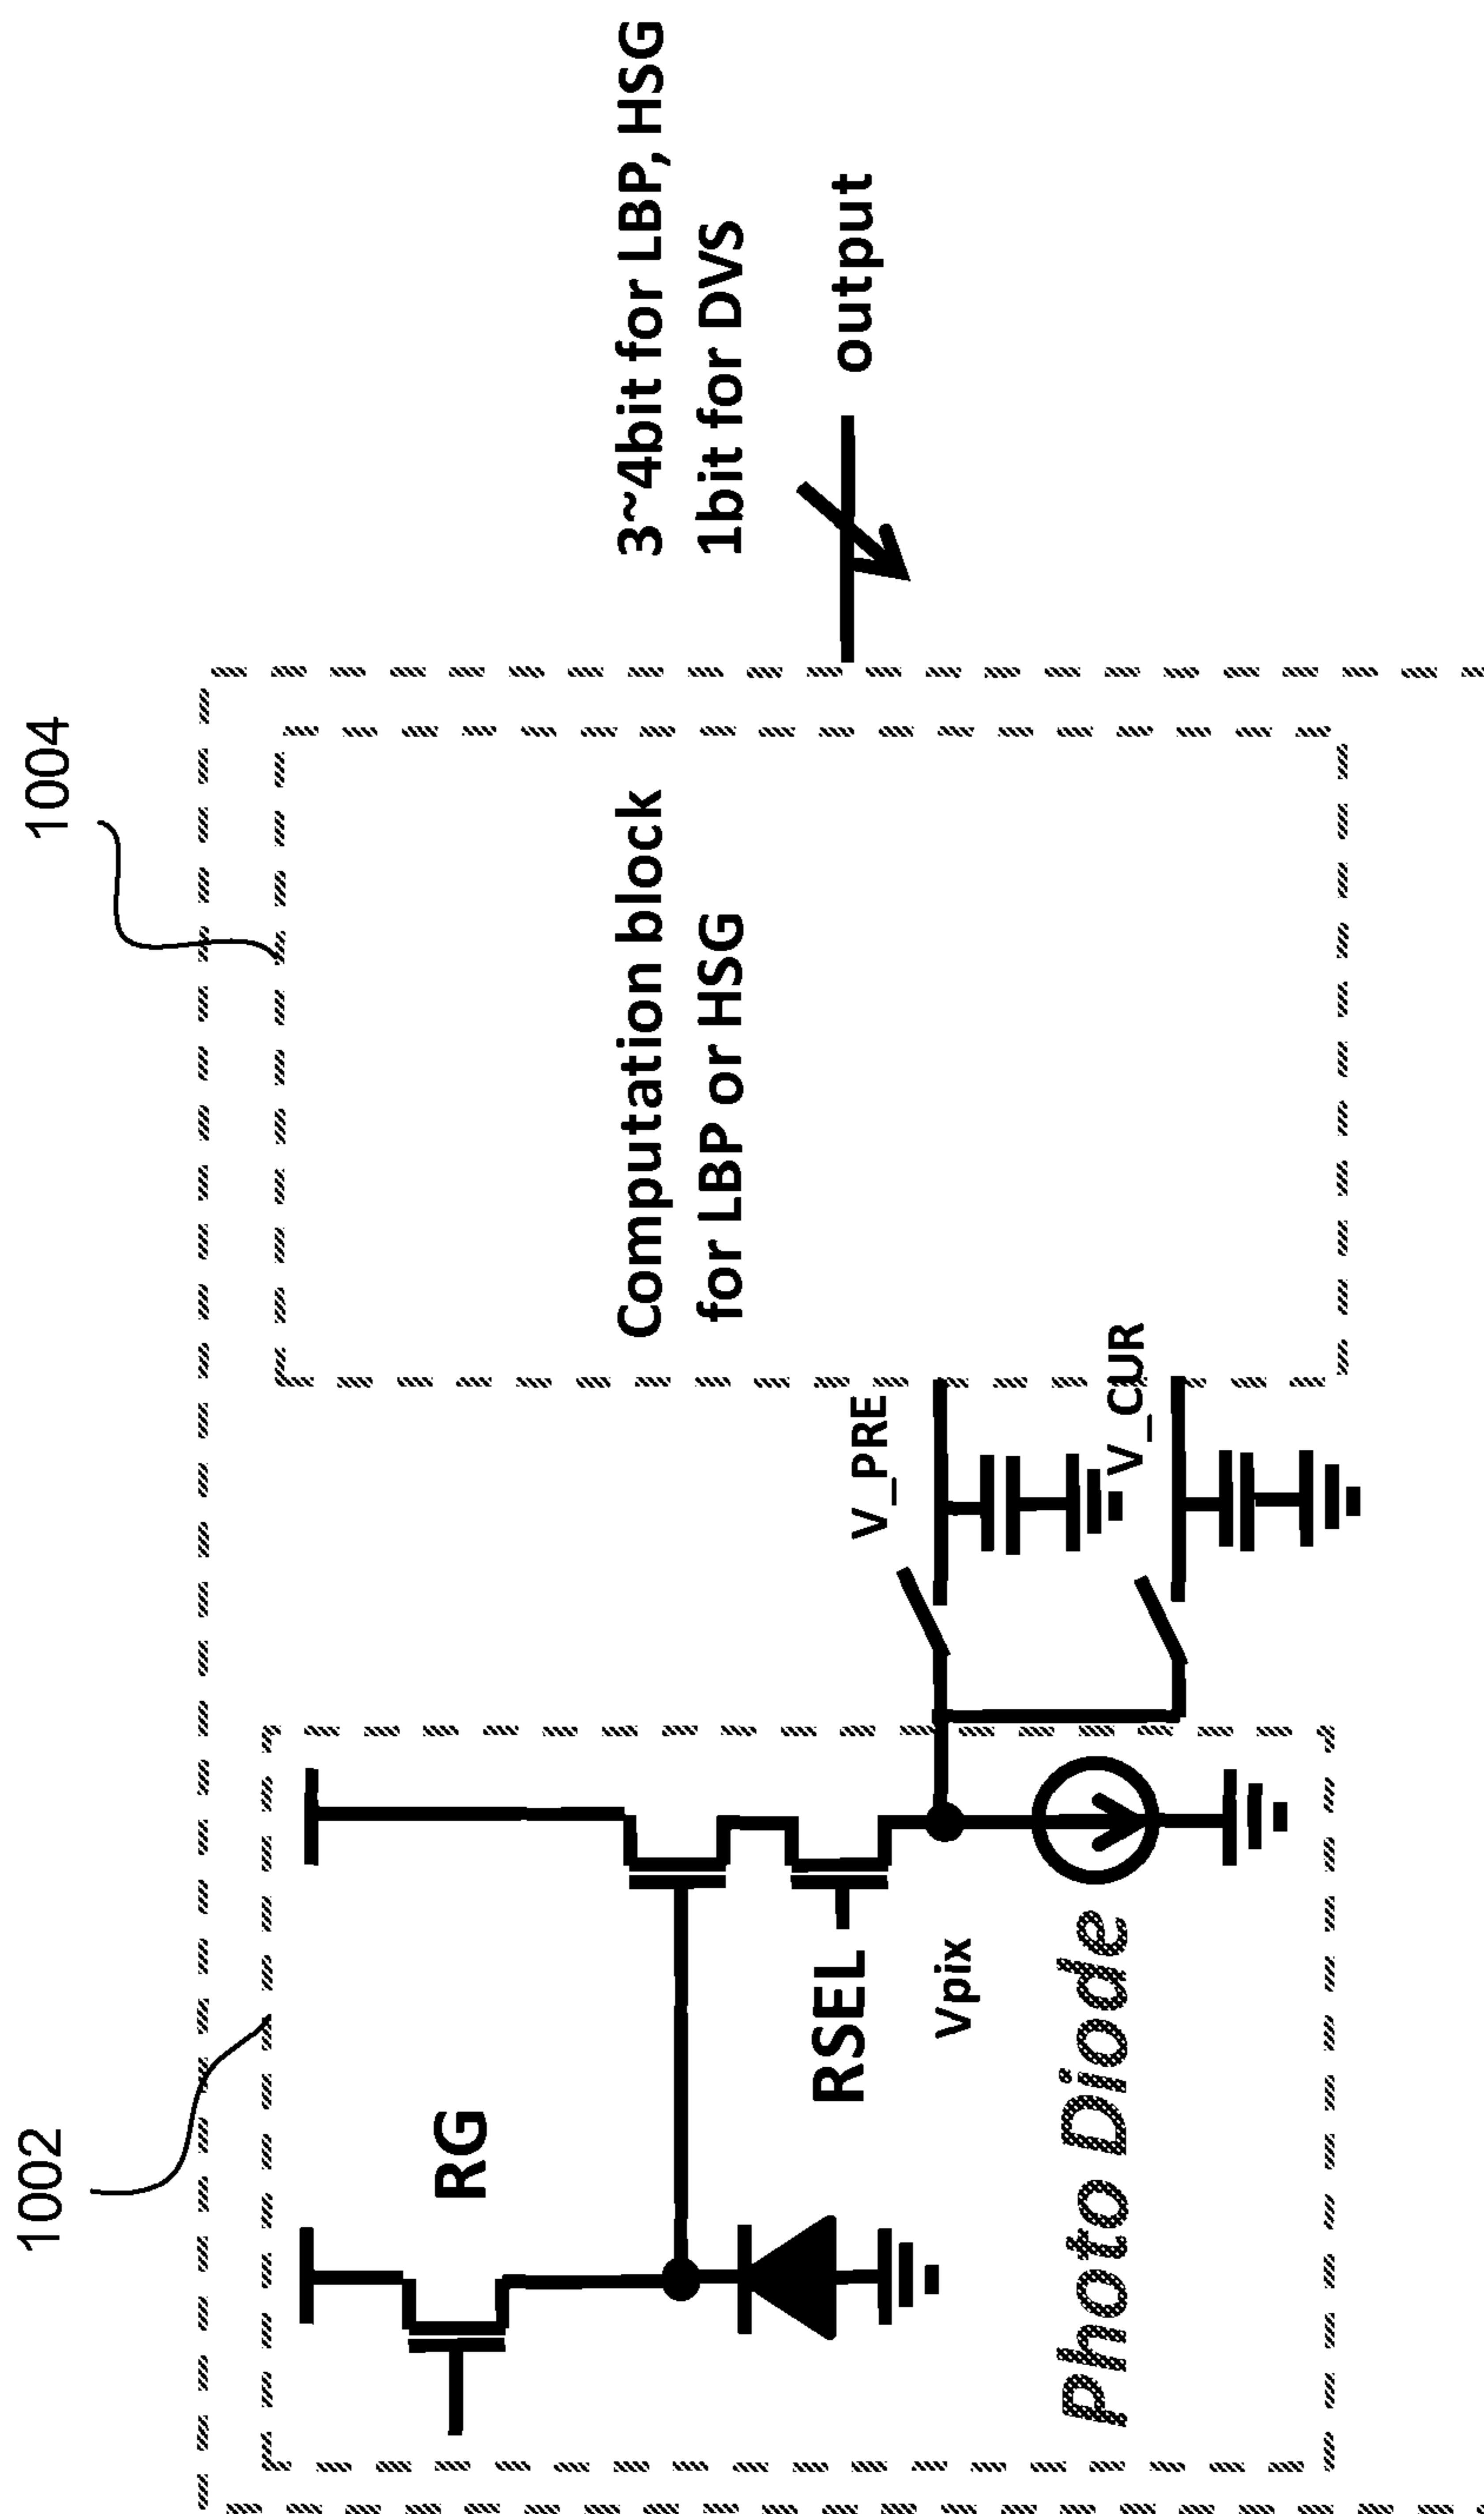 1002
1004
RG
RSEL
Vpix
Photo Diode
V_PRE
V_CUR
Computation block
for LBP or HSG
3~4bit for LBP, HSG
1bit for DVS
output